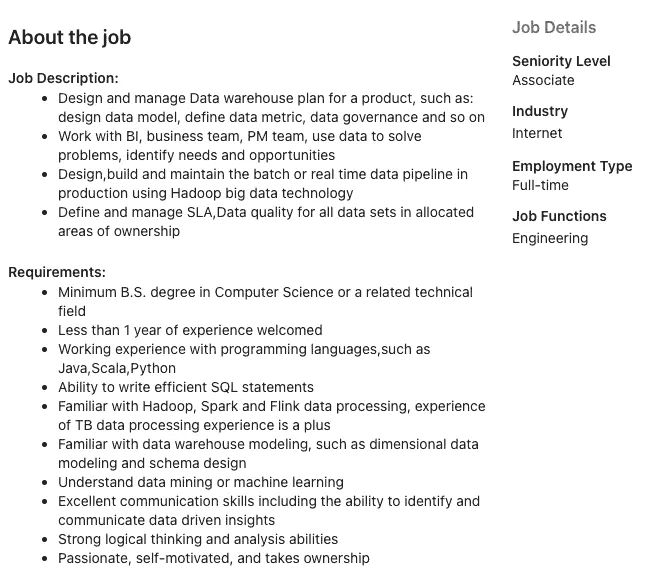 About the job
Job Description:
• Design and manage Data warehouse plan for a product, such as:
design data model, define data metric, data governance and so on
• Work with BI, business team, PM team, use data to solve
problems, identify needs and opportunities
• Design,build and maintain the batch or real time data pipeline in
production using Hadoop big data technology
• Define and manage SLA,Data quality for all data sets in allocated
areas of ownership
Requirements:
• Minimum B.S. degree in Computer Science or a related technical
field
• Less than 1 year of experience welcomed
• Working experience with programming languages,such as
Java,Scala,Python
• Ability to write efficient SQL statements
• Familiar with Hadoop, Spark and Flink data processing, experience
of TB data processing experience is a plus
• Familiar with data warehouse modeling, such as dimensional data
modeling and schema design
• Understand data mining or machine learning
• Excellent communication skills including the ability to identify and
communicate data driven insights
• Strong logical thinking and analysis abilities
• Passionate, self-motivated, and takes ownership
Job Details
Seniority Level
Associate
Industry
Internet
Employment Type
Full-time
Job Functions
Engineering